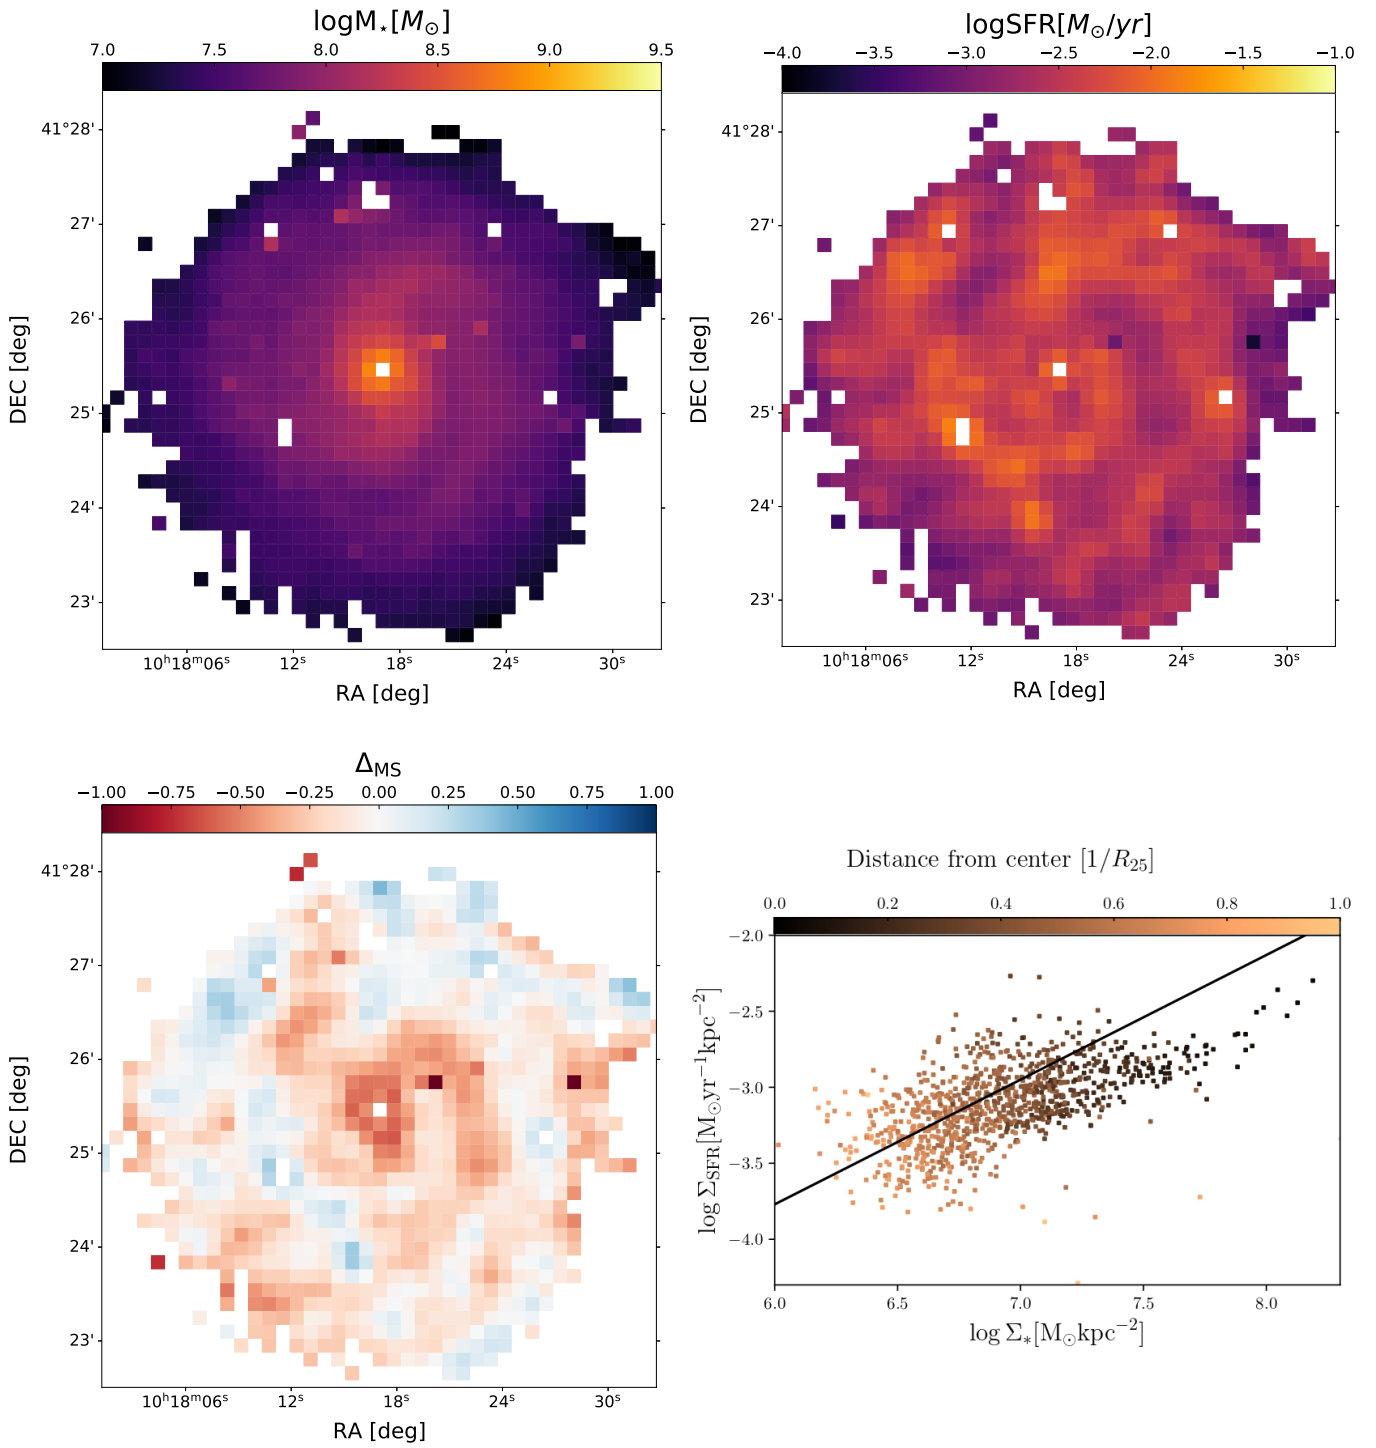 logM⋆[M⊙]
7.0 7.5 8.0 8.5 9.0 9.5
41°28'
27'
26'
25'
24'
23'
DEC [deg]
10ʰ18ᵐ06ˢ 12ˢ 18ˢ 24ˢ 30ˢ
RA [deg]
logSFR[M⊙/yr]
−4.0 −3.5 −3.0 −2.5 −2.0 −1.5 −1.0
41°28'
27'
26'
25'
24'
23'
DEC [deg]
10ʰ18ᵐ06ˢ 12ˢ 18ˢ 24ˢ 30ˢ
RA [deg]
Δ_MS
−1.00 −0.75 −0.50 −0.25 0.00 0.25 0.50 0.75 1.00
41°28'
27'
26'
25'
24'
23'
DEC [deg]
10ʰ18ᵐ06ˢ 12ˢ 18ˢ 24ˢ 30ˢ
RA [deg]
Distance from center [1/R₂₅]
0.0 0.2 0.4 0.6 0.8 1.0
−2.0
−2.5
−3.0
−3.5
−4.0
log Σ_SFR[M⊙yr⁻¹kpc⁻²]
6.0 6.5 7.0 7.5 8.0
log Σ∗[M⊙kpc⁻²]